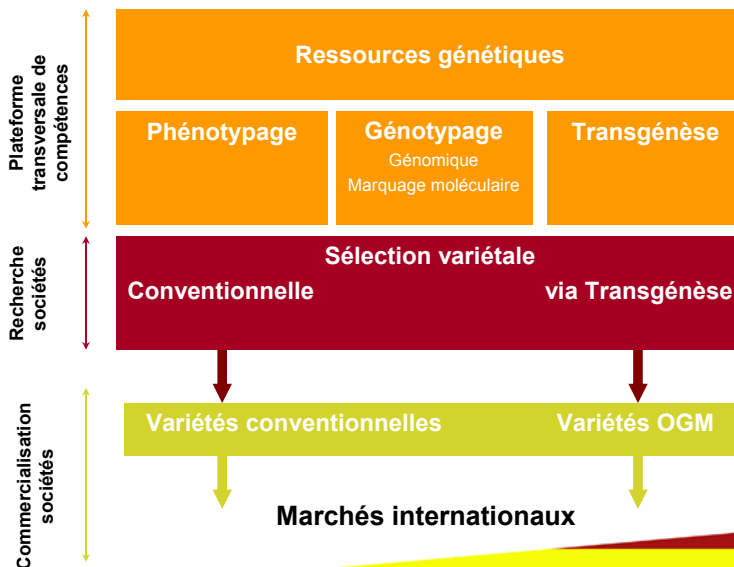 Plateforme
transversale de
compétences
Ressources génétiques
Phénotypage
Génotypage
Génomique
Marquage moléculaire
Transgénèse
Recherche
sociétés
Sélection variétale
Conventionnelle
via Transgénèse
Commercialisation
sociétés
Variétés conventionnelles
Variétés OGM
Marchés internationaux